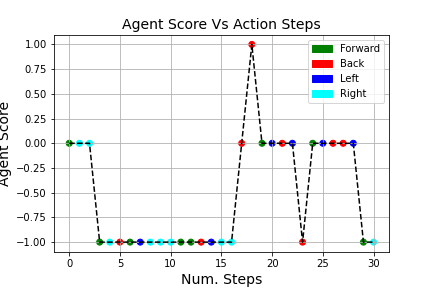 Agent Score Vs Action Steps
1.00
0.75
0.50
0.25
0.00
−0.25
−0.50
−0.75
−1.00
Agent Score
Forward
Back
Left
Right
0 5 10 15 20 25 30
Num. Steps